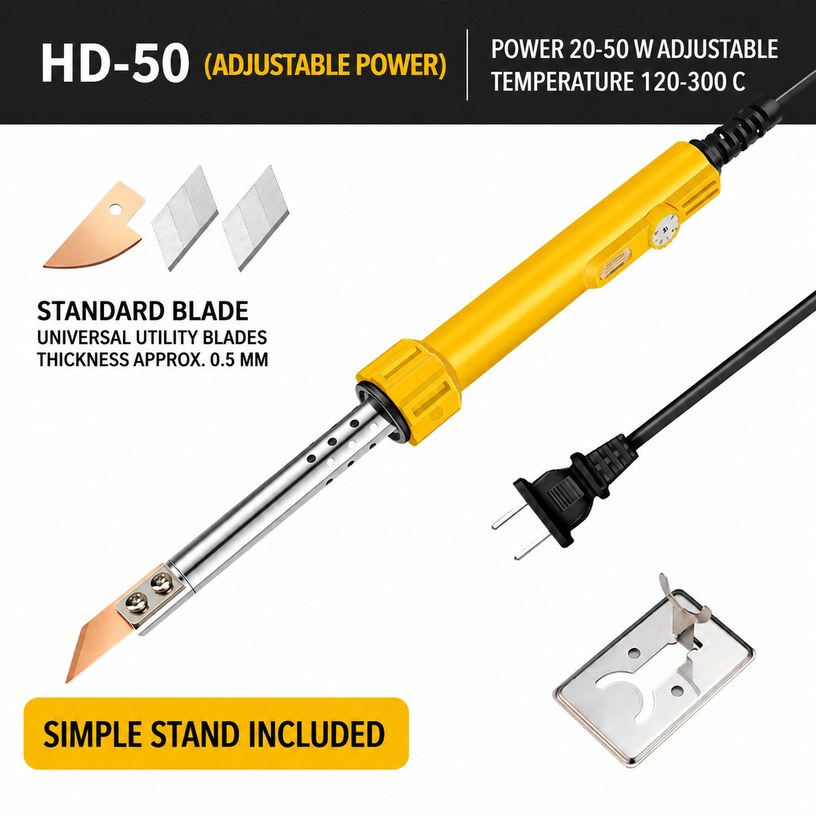 HD-50 (ADJUSTABLE POWER)
POWER 20-50 W ADJUSTABLE
TEMPERATURE 120-300 C
STANDARD BLADE
UNIVERSAL UTILITY BLADES
THICKNESS APPROX. 0.5 MM
SIMPLE STAND INCLUDED